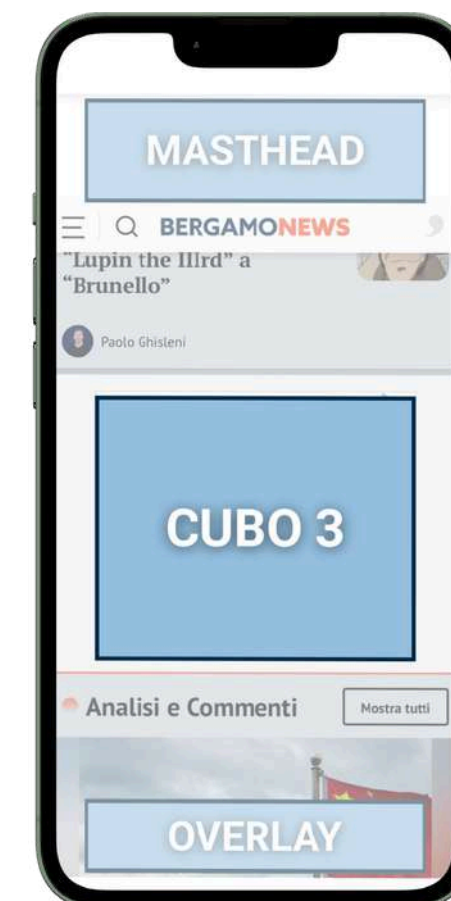 MASTHEAD
BERGAMONEWS
“Lupin the IIIrd” a
“Brunello”
Paolo Ghisleni
CUBO 3
Analisi e Commenti
Mostra tutti
OVERLAY